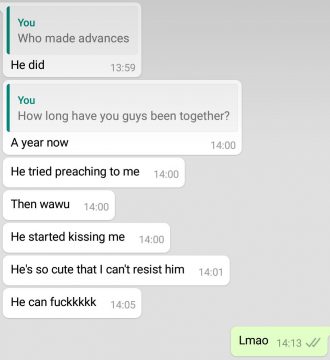 You
Who made advances
He did 13:59
You
How long have you guys been together?
A year now
14:00
He tried preaching to me 14:00
Then wawu 14:00
He started kissing me 14:00
He's so cute that I can't resist him 14:01
He can fuckkkkk 14:05
Lmao 14:13